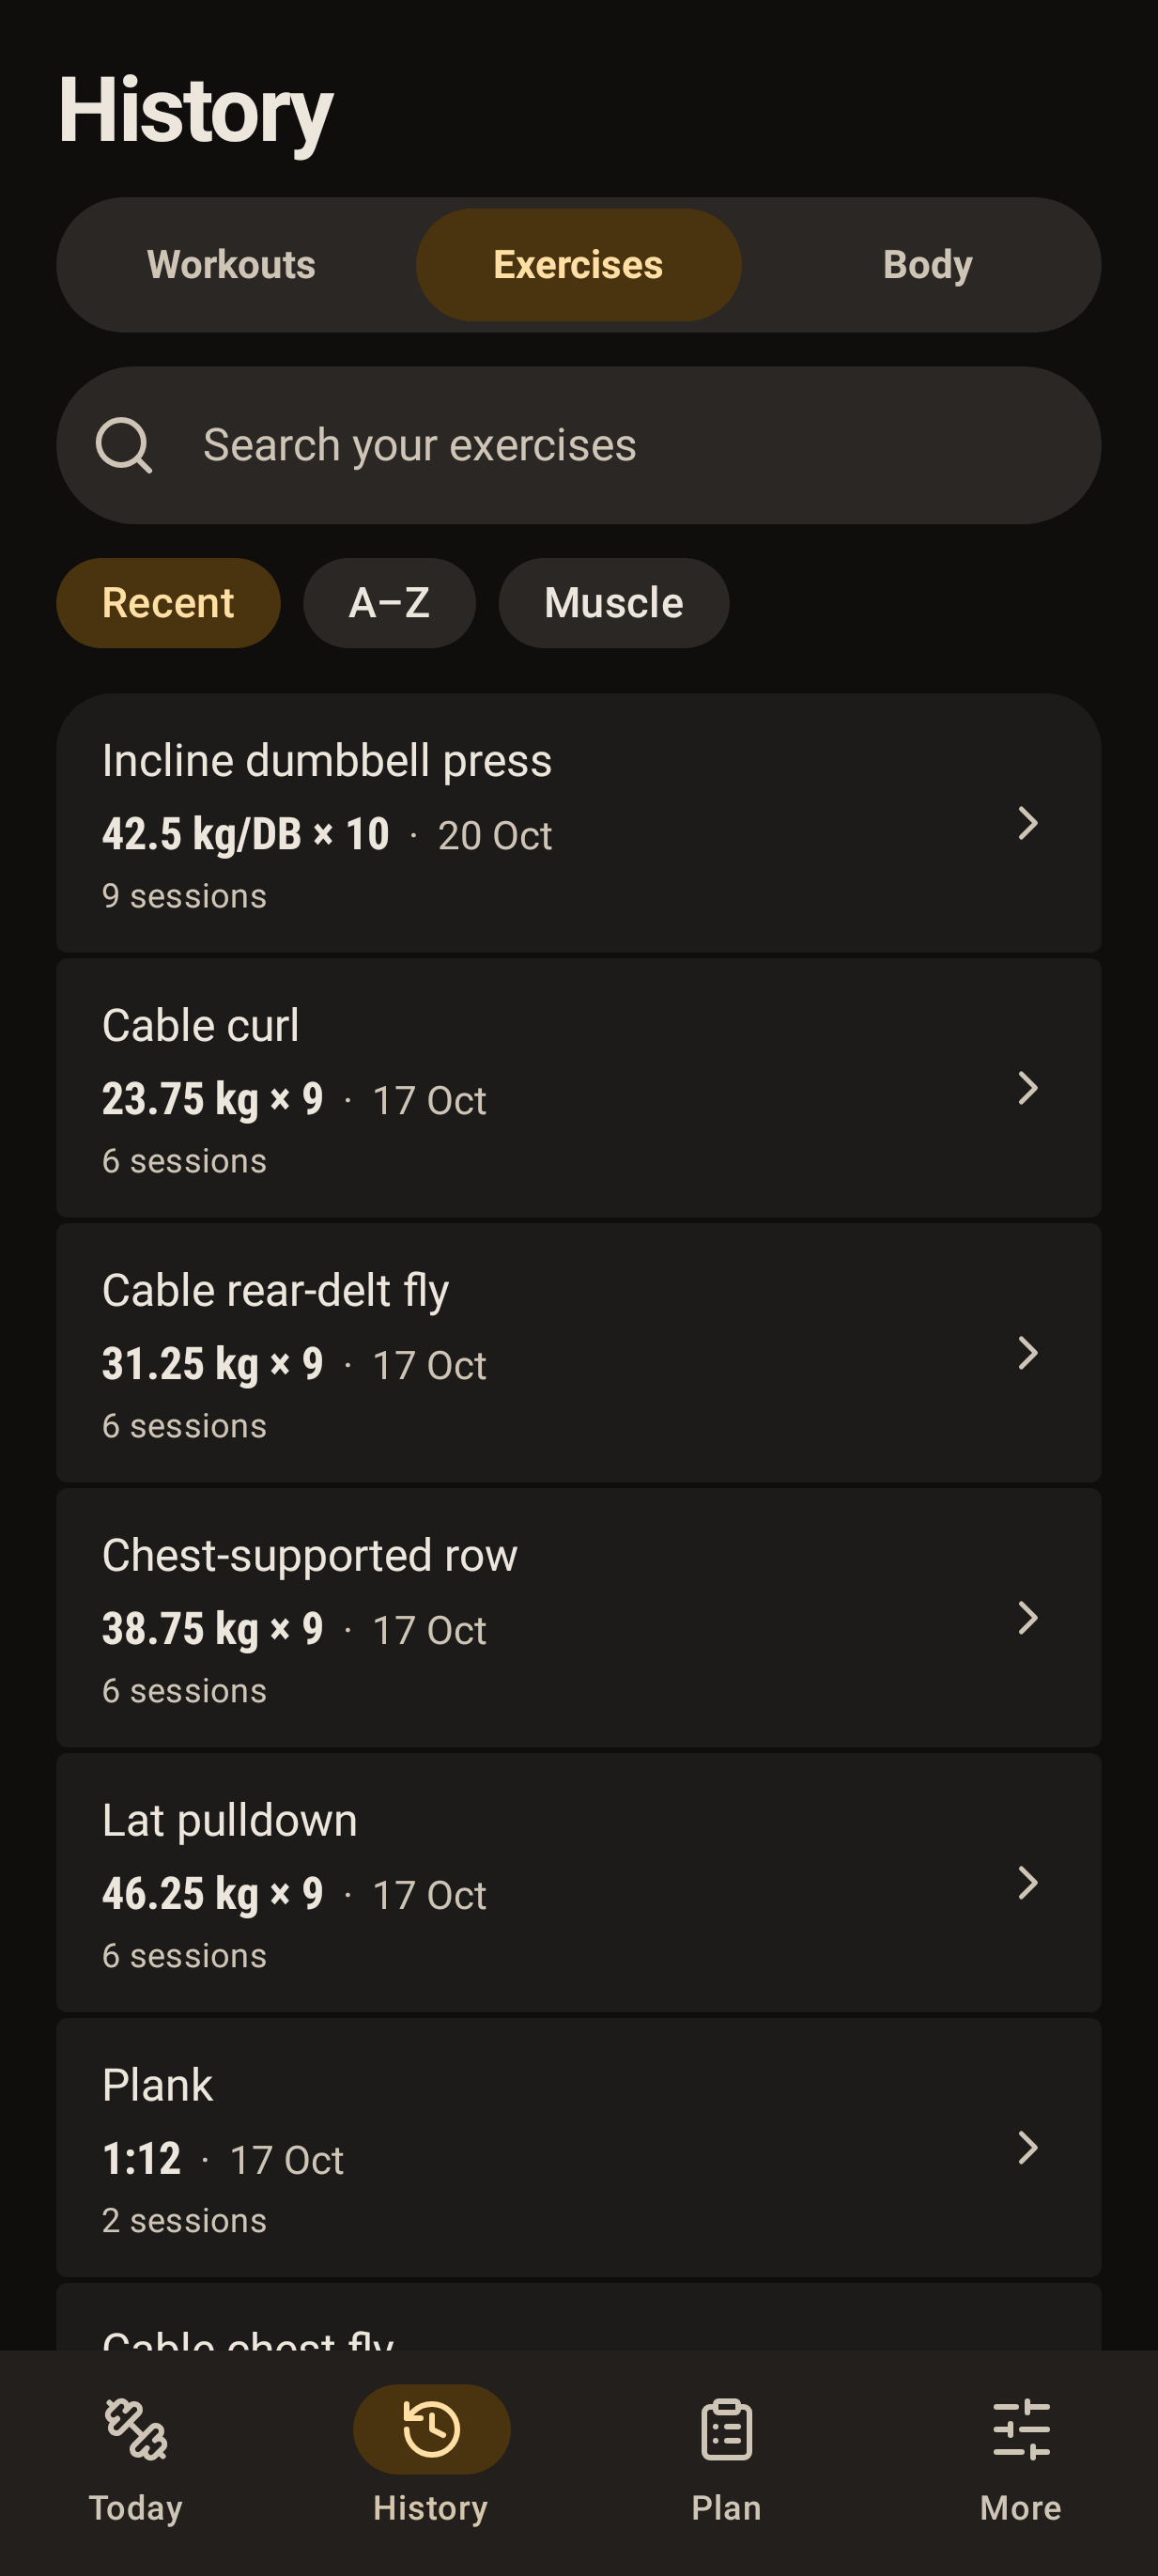 History
Workouts Exercises Body
Search your exercises
Recent A–Z Muscle
Incline dumbbell press
42.5 kg/DB × 10 · 20 Oct
9 sessions
Cable curl
23.75 kg × 9 · 17 Oct
6 sessions
Cable rear-delt fly
31.25 kg × 9 · 17 Oct
6 sessions
Chest-supported row
38.75 kg × 9 · 17 Oct
6 sessions
Lat pulldown
46.25 kg × 9 · 17 Oct
6 sessions
Plank
1:12 · 17 Oct
2 sessions
Cable chest fly
Today History Plan More